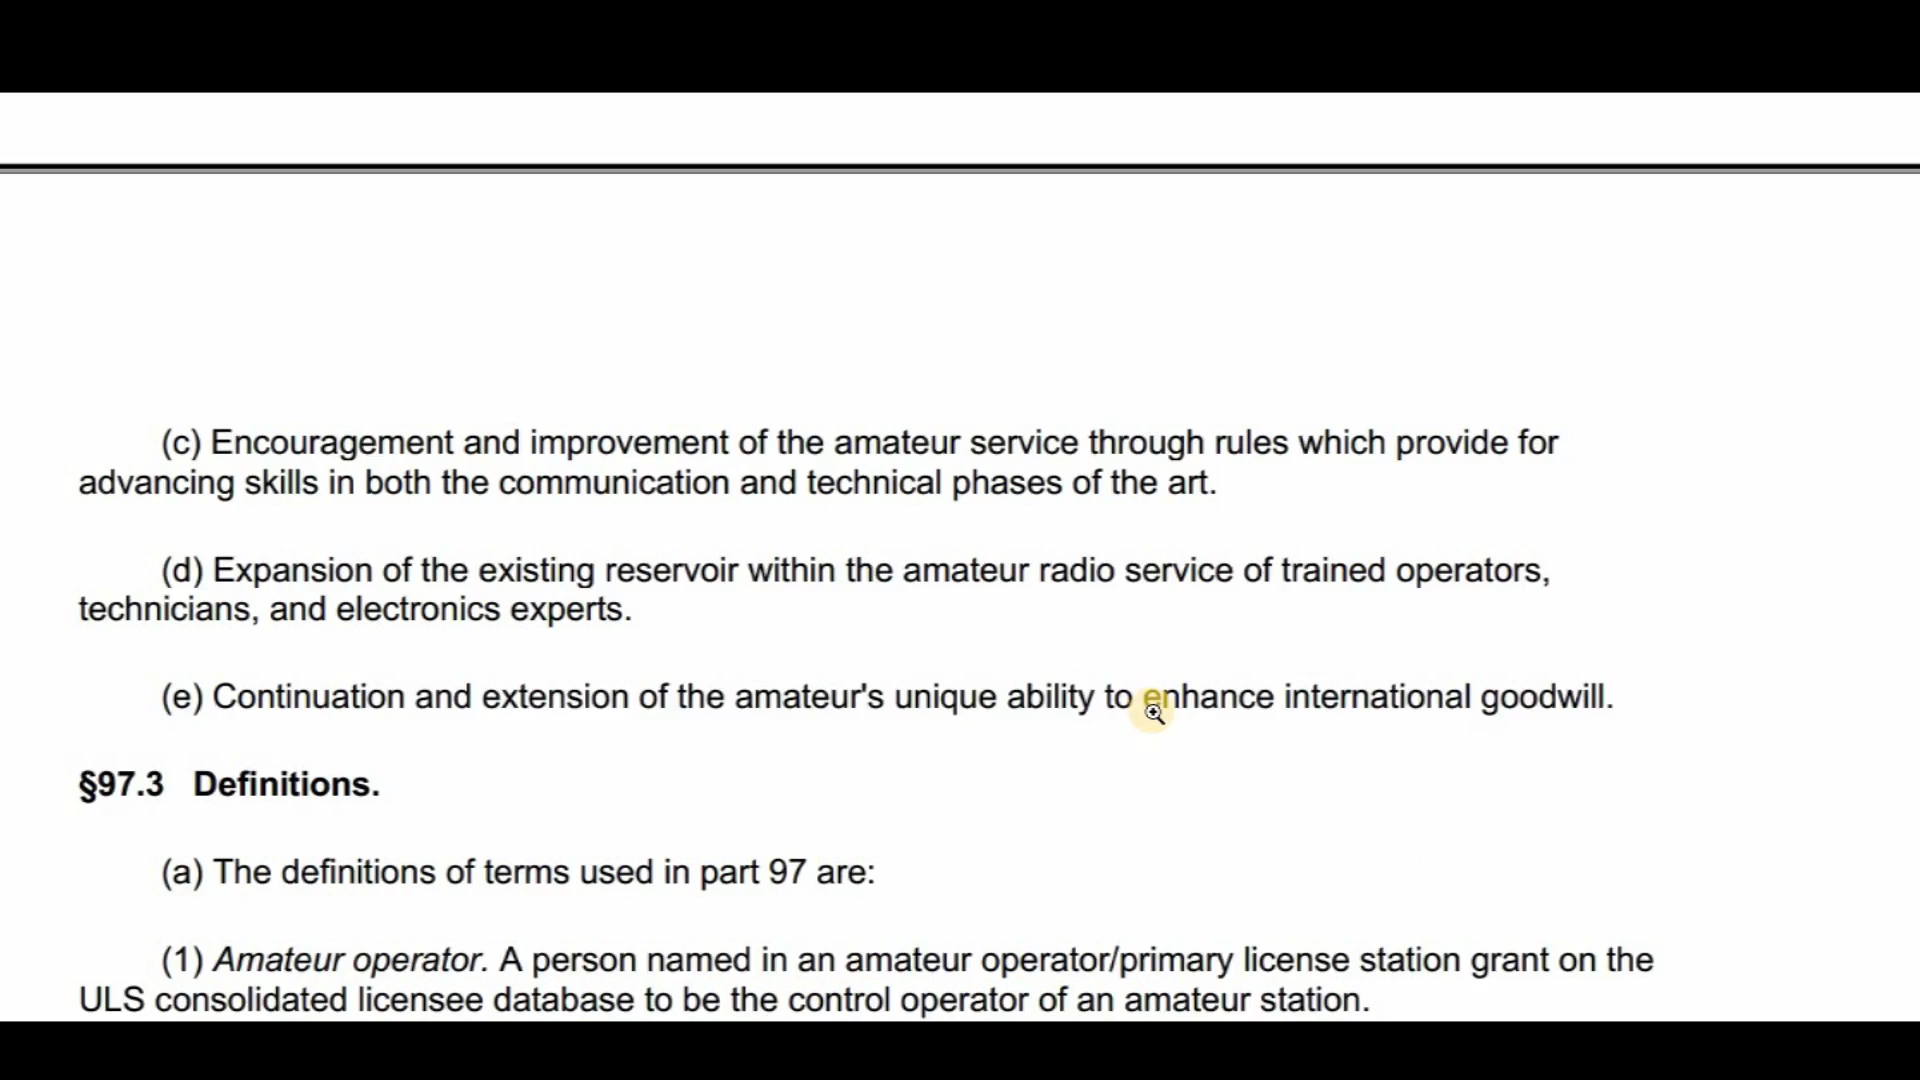 (c) Encouragement and improvement of the amateur service through rules which provide for
advancing skills in both the communication and technical phases of the art.
(d) Expansion of the existing reservoir within the amateur radio service of trained operators,
technicians, and electronics experts.
(e) Continuation and extension of the amateur's unique ability to enhance international goodwill.
§97.3 Definitions.
(a) The definitions of terms used in part 97 are:
(1) Amateur operator. A person named in an amateur operator/primary license station grant on the
ULS consolidated licensee database to be the control operator of an amateur station.